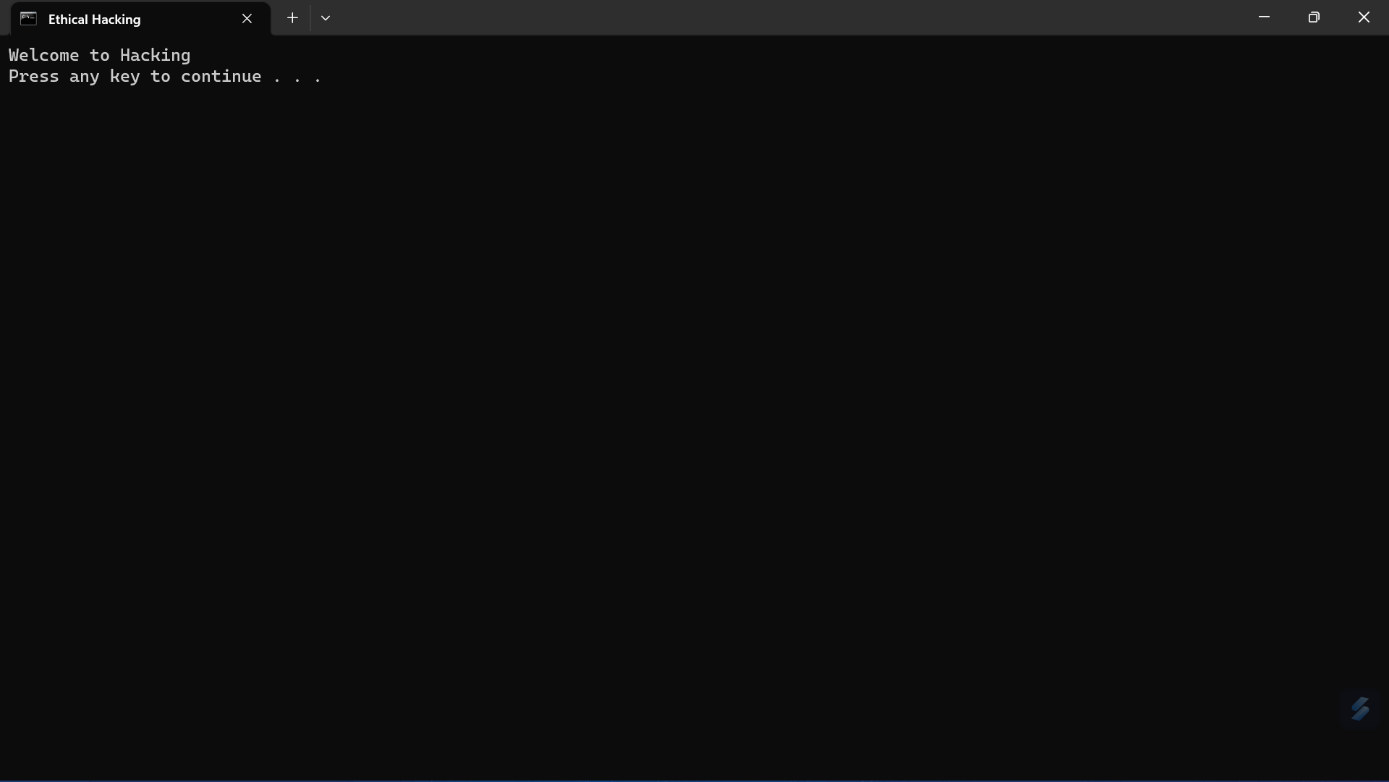 Ethical Hacking
Welcome to Hacking
Press any key to continue . . .